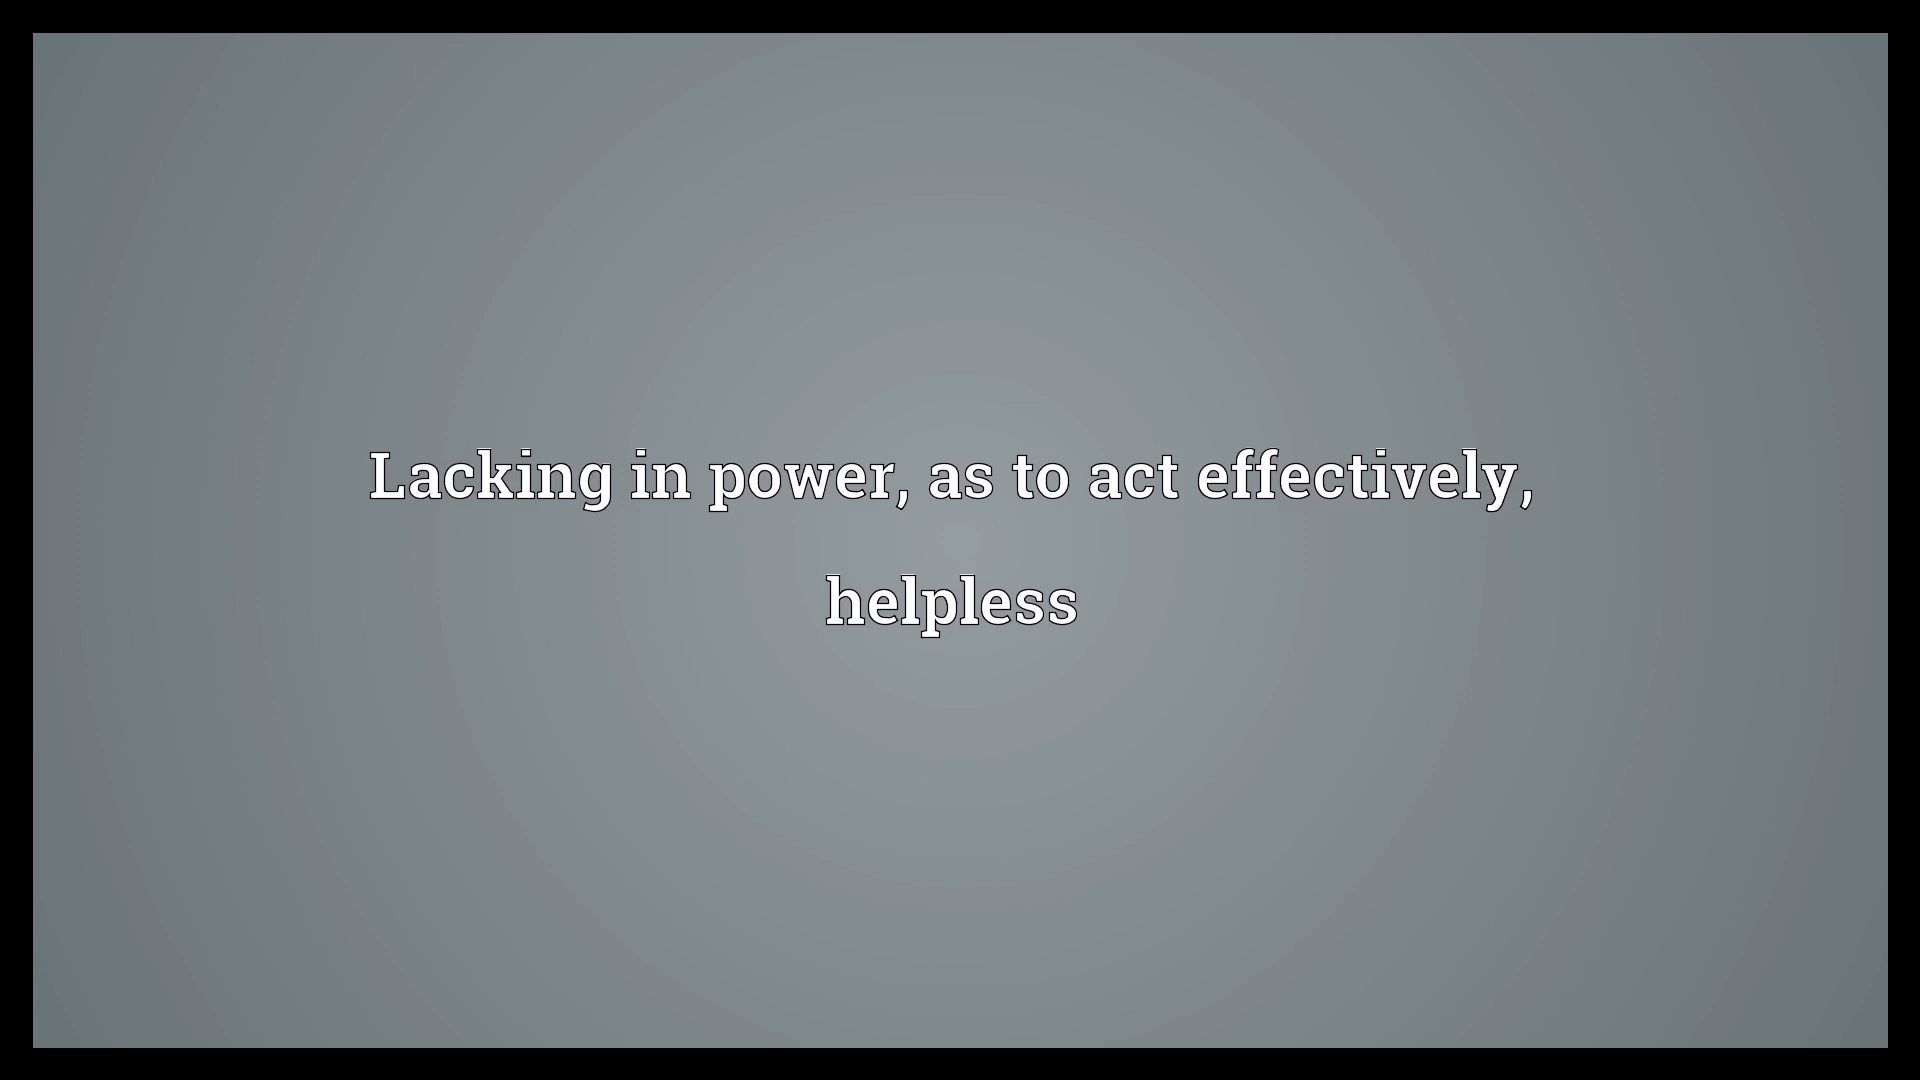 Lacking in power, as to act effectively,
helpless